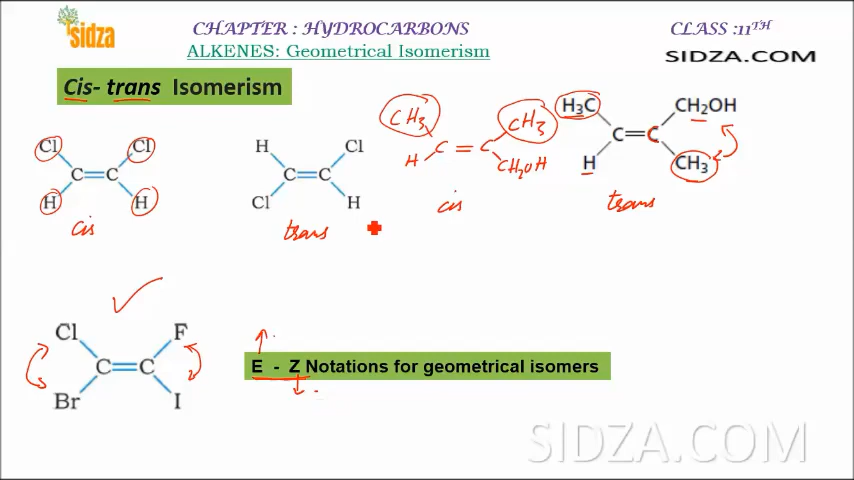 sidza
CHAPTER : HYDROCARBONS
CLASS :11TH
ALKENES: Geometrical Isomerism
SIDZA.COM
Cis- trans Isomerism
Cl Cl
C=C
H H
cis
H Cl
C=C
Cl H
trans
CH3 CH3
C=C
H CH2OH
cis
H3C CH2OH
C=C
H CH3
trans
Cl F
C=C
Br I
E - Z Notations for geometrical isomers
SIDZA.COM